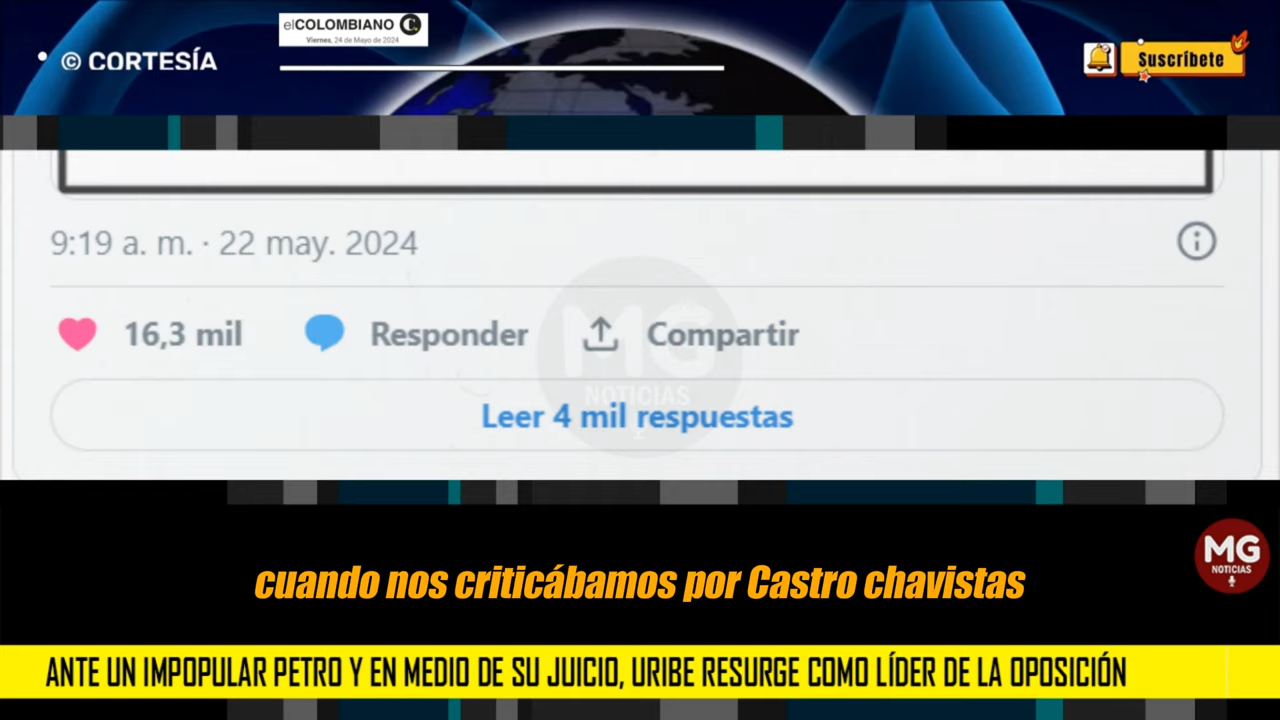 elCOLOMBIANO C
Viernes, 24 de Mayo de 2024
© CORTESÍA
Suscríbete
9:19 a. m. · 22 may. 2024
16,3 mil Responder Compartir
MG
NOTICIAS
Leer 4 mil respuestas
cuando nos criticábamos por Castro chavistas
MG
NOTICIAS
ANTE UN IMPOPULAR PETRO Y EN MEDIO DE SU JUICIO, URIBE RESURGE COMO LÍDER DE LA OPOSICIÓN